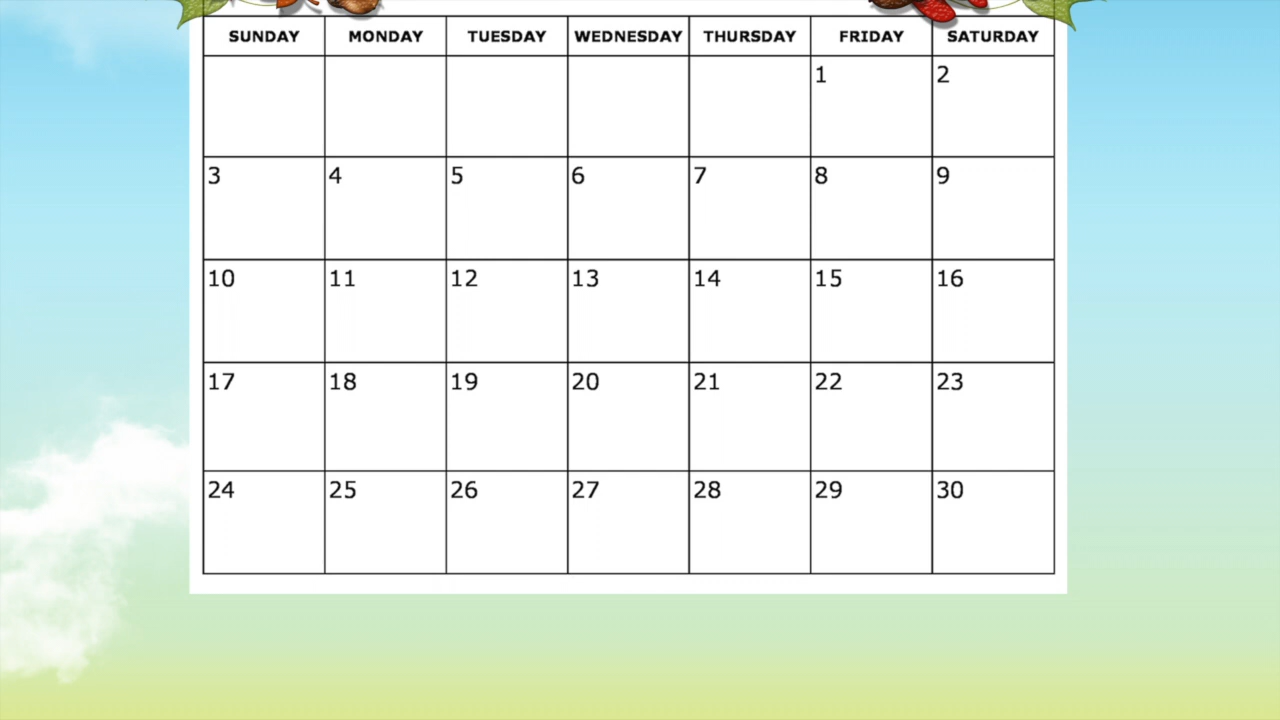 SUNDAY MONDAY TUESDAY WEDNESDAY THURSDAY FRIDAY SATURDAY
1 2
3 4 5 6 7 8 9
10 11 12 13 14 15 16
17 18 19 20 21 22 23
24 25 26 27 28 29 30